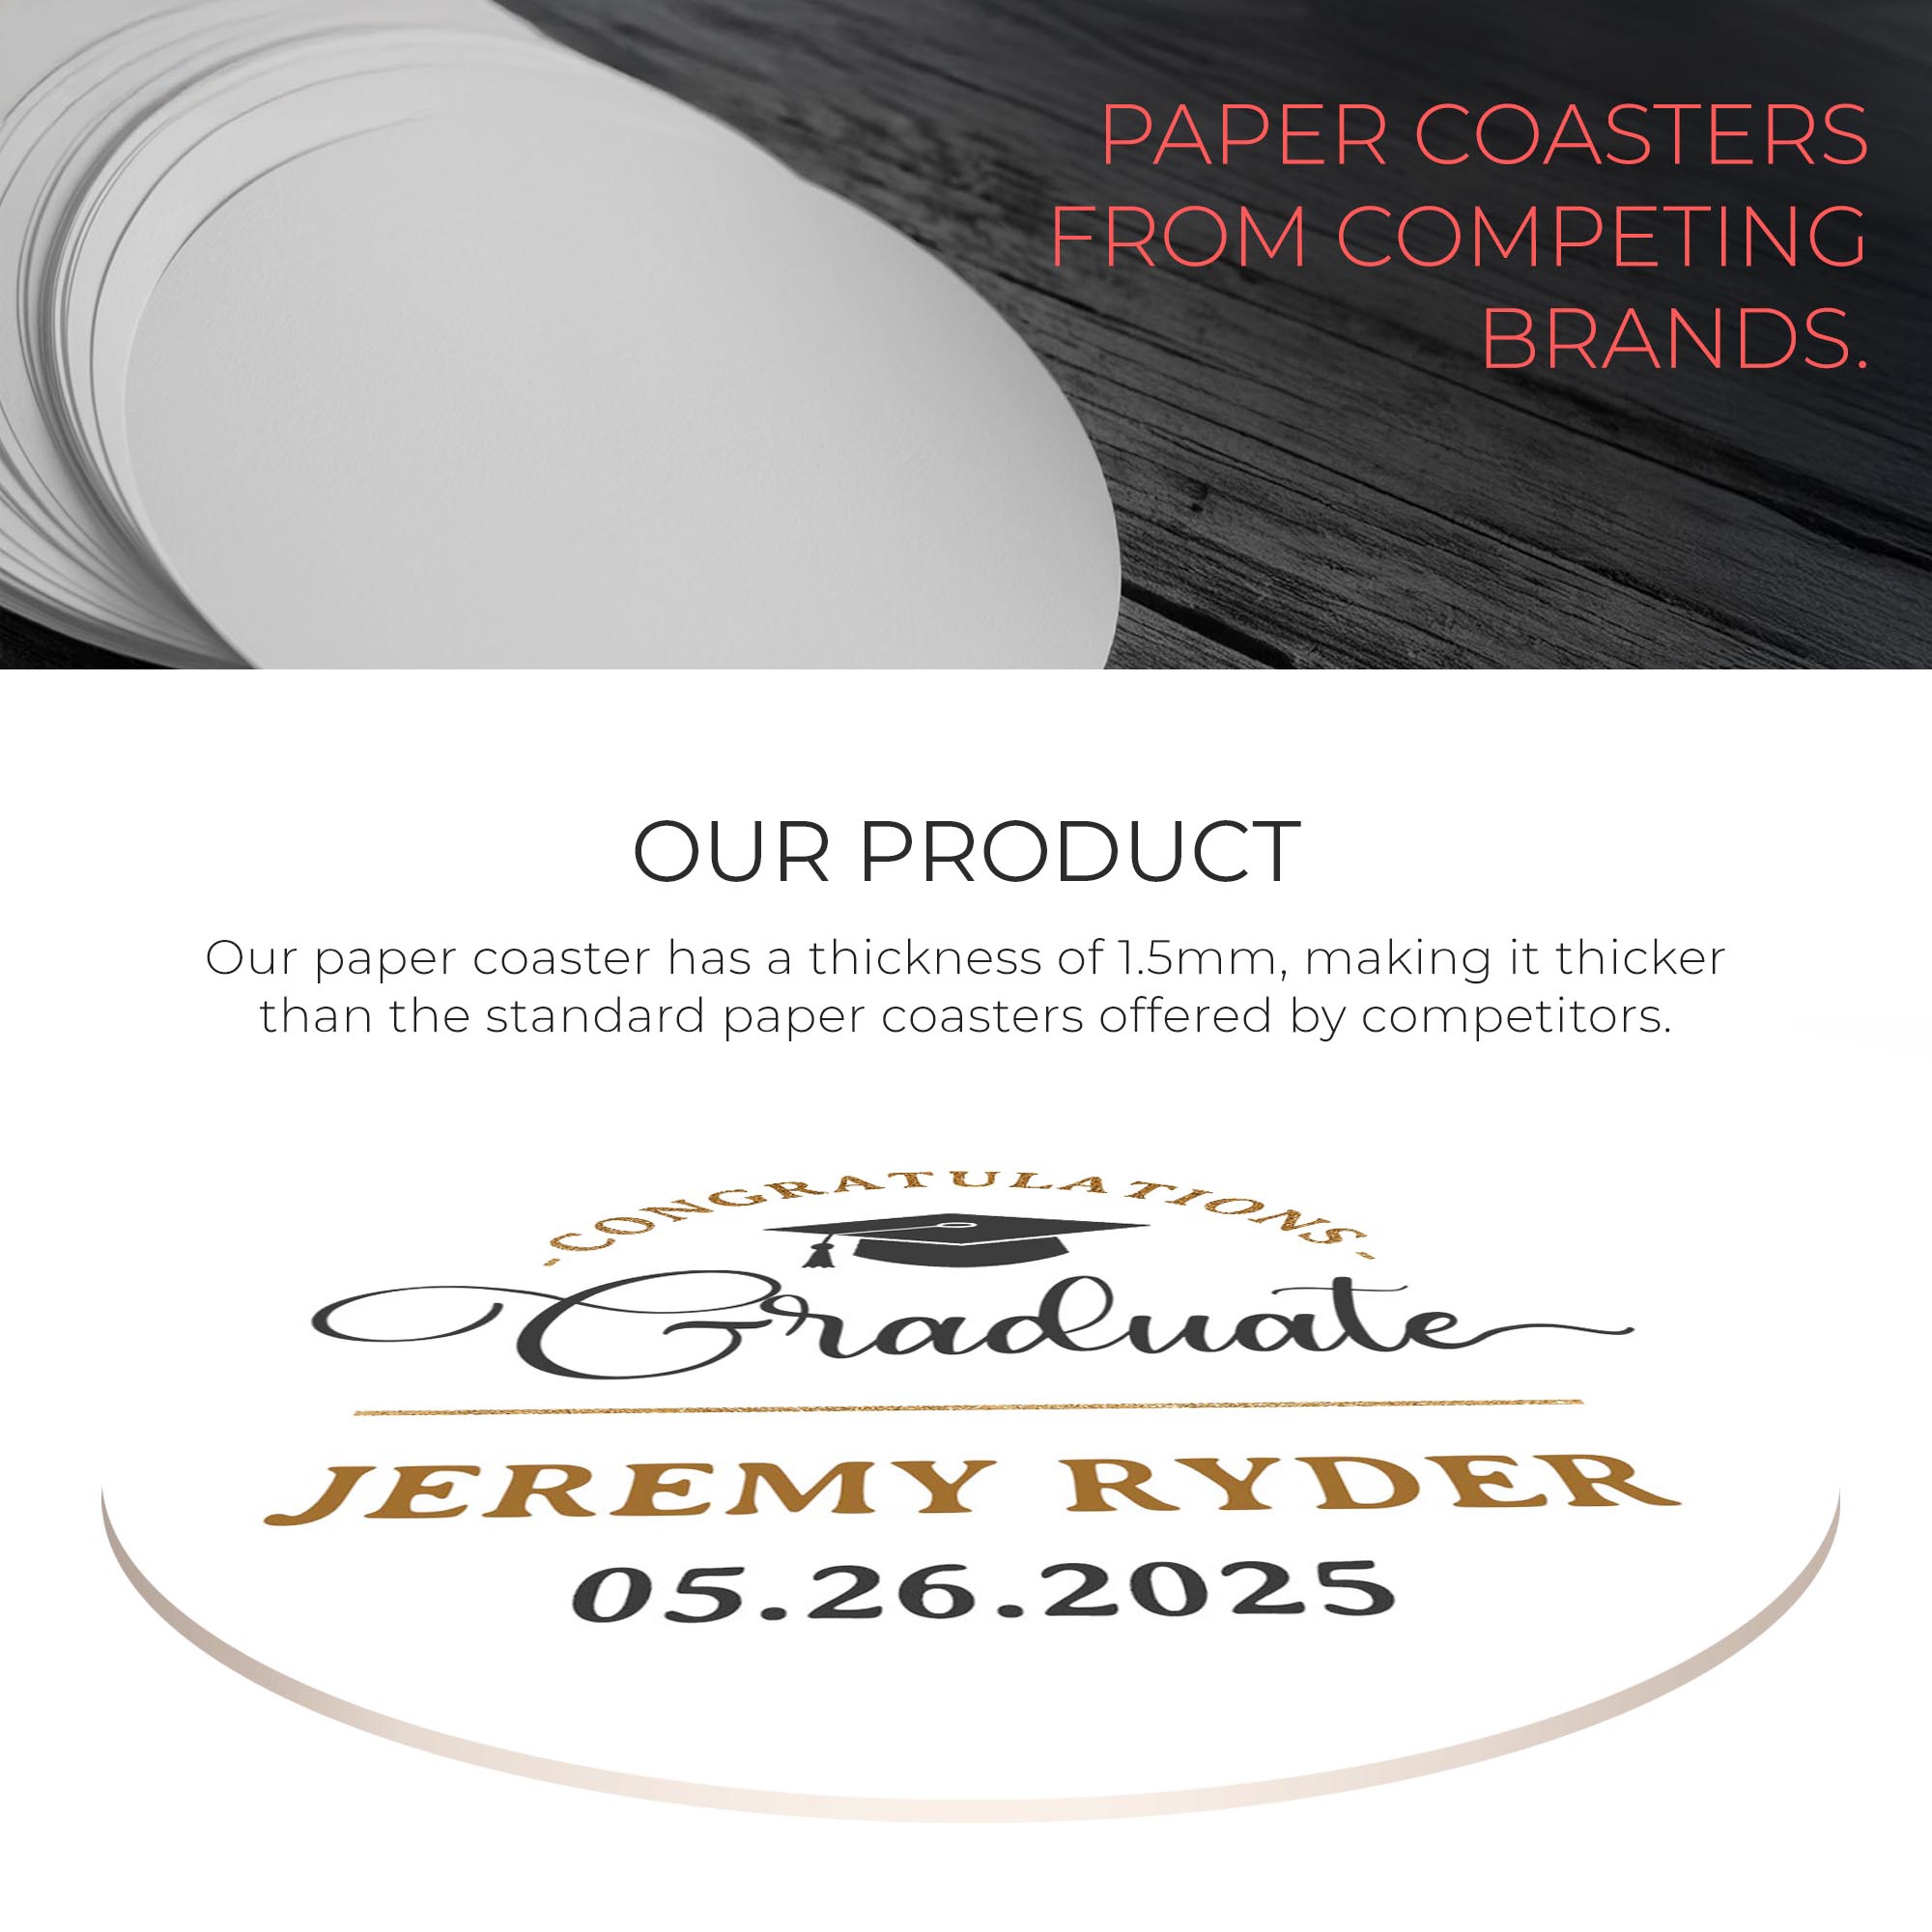 PAPER COASTERS
FROM COMPETING
BRANDS.
OUR PRODUCT
Our paper coaster has a thickness of 1.5mm, making it thicker
than the standard paper coasters offered by competitors.
-CONGRATULATIONS-
Graduate
JEREMY RYDER
05.26.2025